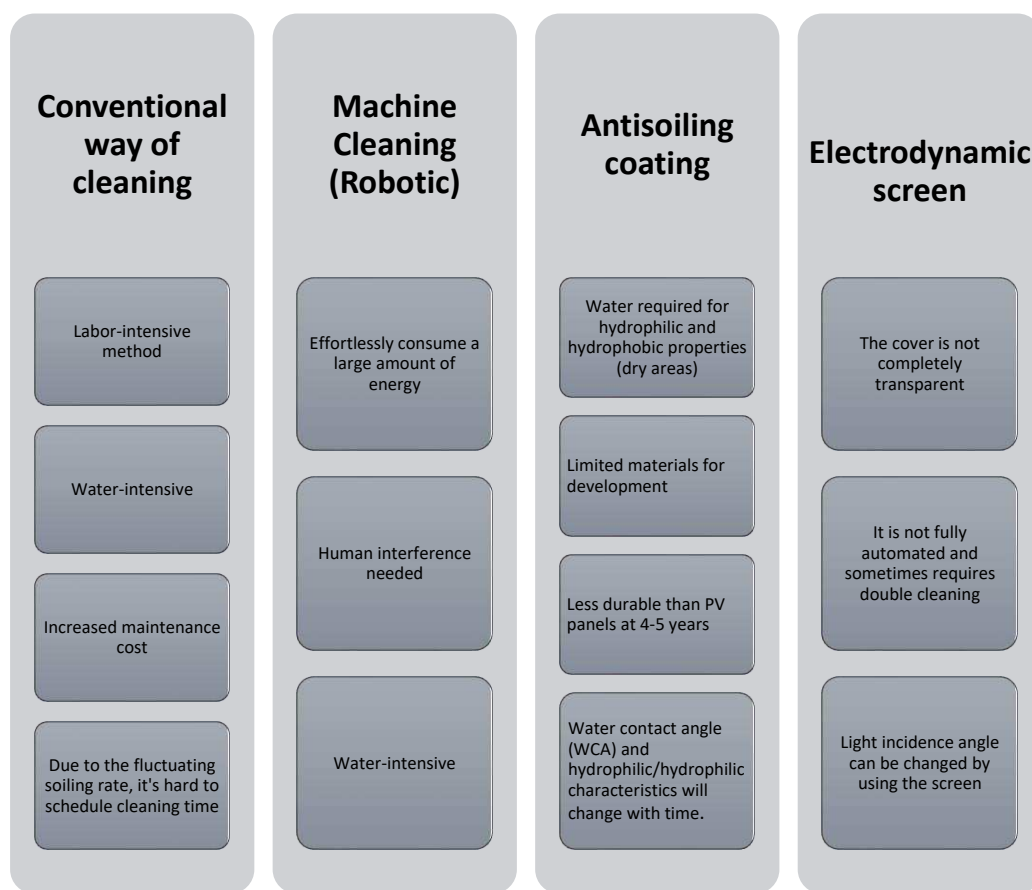 Conventional
way of
cleaning
Labor-intensive
method
Water-intensive
Increased maintenance
cost
Due to the fluctuating
soiling rate, it's hard to
schedule cleaning time
Machine
Cleaning
(Robotic)
Effortlessly consume a
large amount of
energy
Human interference
needed
Water-intensive
Antisoiling
coating
Water required for
hydrophilic and
hydrophobic properties
(dry areas)
Limited materials for
development
Less durable than PV
panels at 4-5 years
Water contact angle
(WCA) and
hydrophilic/hydrophilic
characteristics will
change with time.
Electrodynamic
screen
The cover is not
completely
transparent
It is not fully
automated and
sometimes requires
double cleaning
Light incidence angle
can be changed by
using the screen